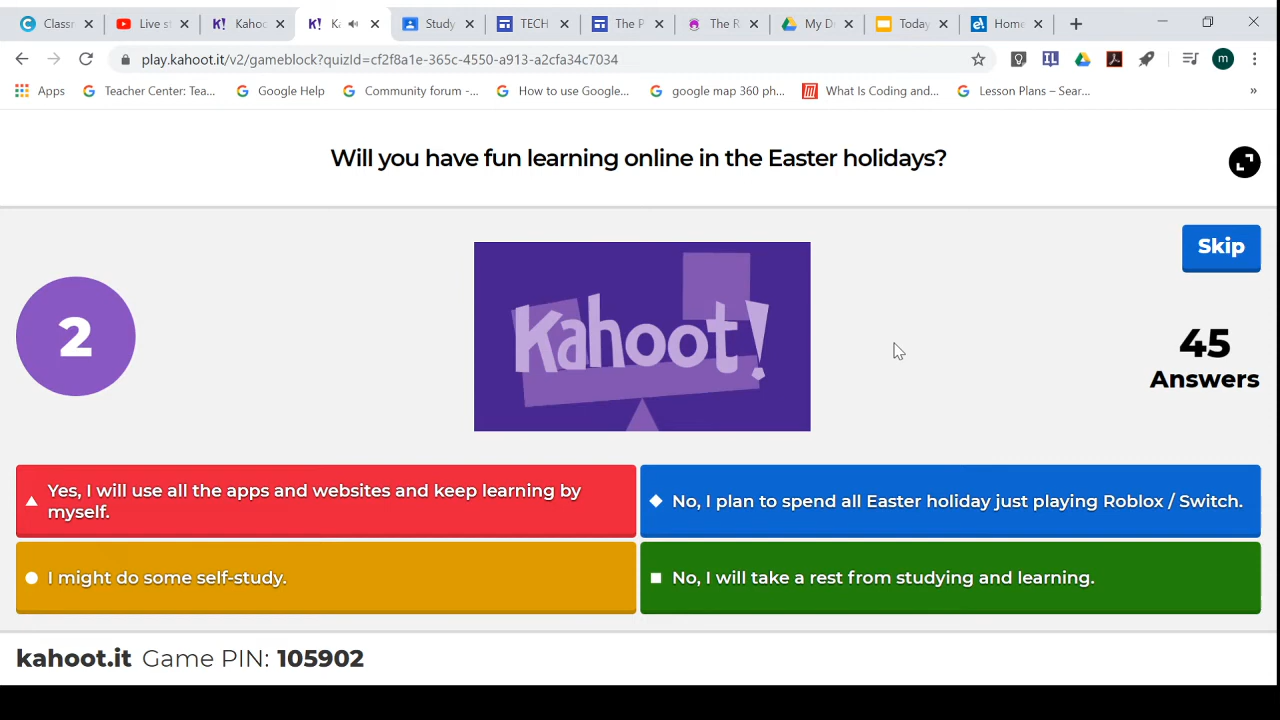 Classr
Live st
Kahoo
Ka
Study
TECH
The P
The R
My D
Today
Home
play.kahoot.it/v2/gameblock?quizId=cf2f8a1e-365c-4550-a913-a2cfa34c7034
IL
m
Apps
Teacher Center: Tea...
Google Help
Community forum -...
How to use Google...
google map 360 ph...
What Is Coding and...
Lesson Plans – Sear...
»
Will you have fun learning online in the Easter holidays?
Skip
2
Kahoot!
45
Answers
Yes, I will use all the apps and websites and keep learning by
myself.
No, I plan to spend all Easter holiday just playing Roblox / Switch.
I might do some self-study.
No, I will take a rest from studying and learning.
kahoot.it Game PIN: 105902